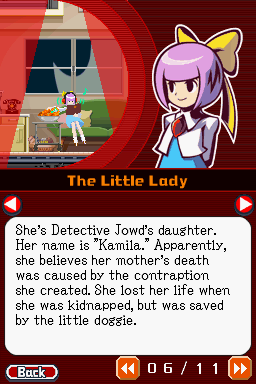 The Little Lady
She's Detective Jowd's daughter.
Her name is "Kamila." Apparently,
she believes her mother's death
was caused by the contraption
she created. She lost her life when
she was kidnapped, but was saved
by the little doggie.
Back
06/11